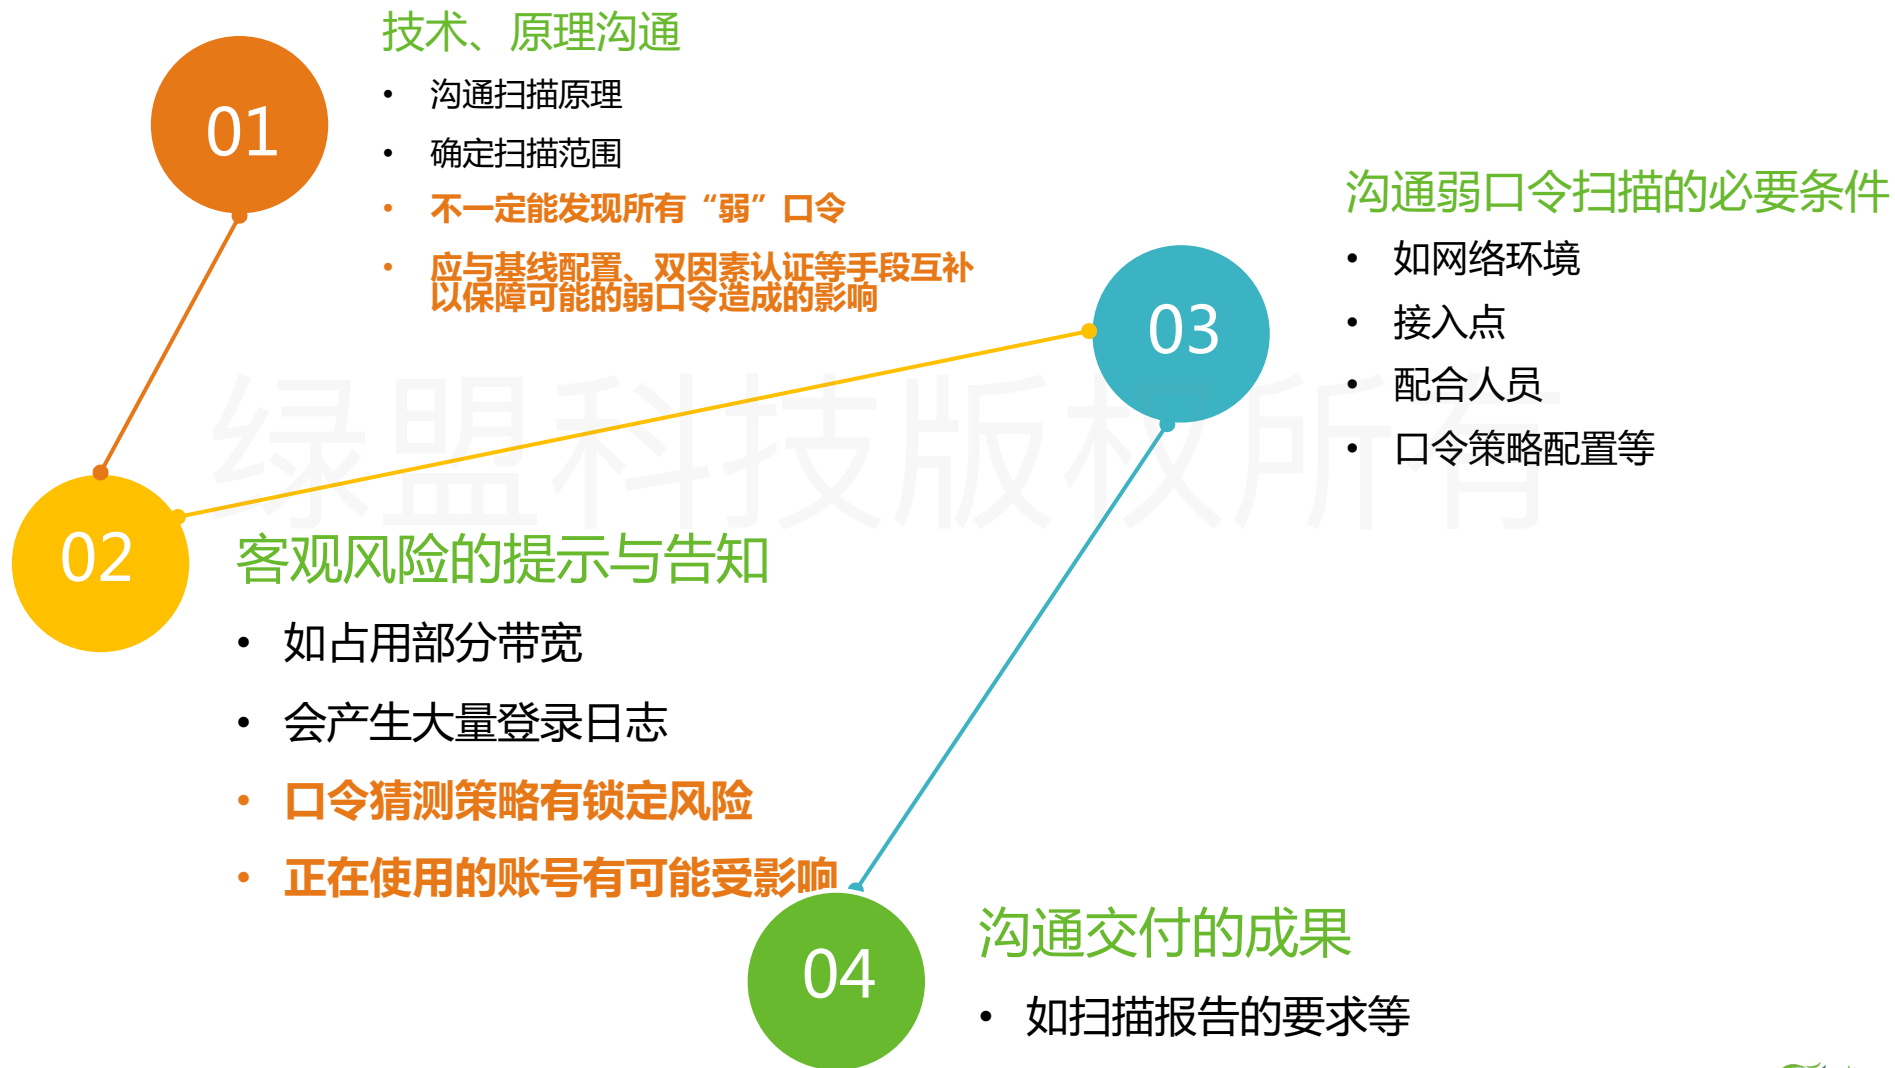 01
技术、原理沟通
• 沟通扫描原理
• 确定扫描范围
• 不一定能发现所有“弱”口令
• 应与基线配置、双因素认证等手段互补
以保障可能的弱口令造成的影响
02
客观风险的提示与告知
• 如占用部分带宽
• 会产生大量登录日志
• 口令猜测策略有锁定风险
• 正在使用的账号有可能受影响
03
沟通弱口令扫描的必要条件
• 如网络环境
• 接入点
• 配合人员
• 口令策略配置等
04
沟通交付的成果
• 如扫描报告的要求等
绿盟科技版权所有